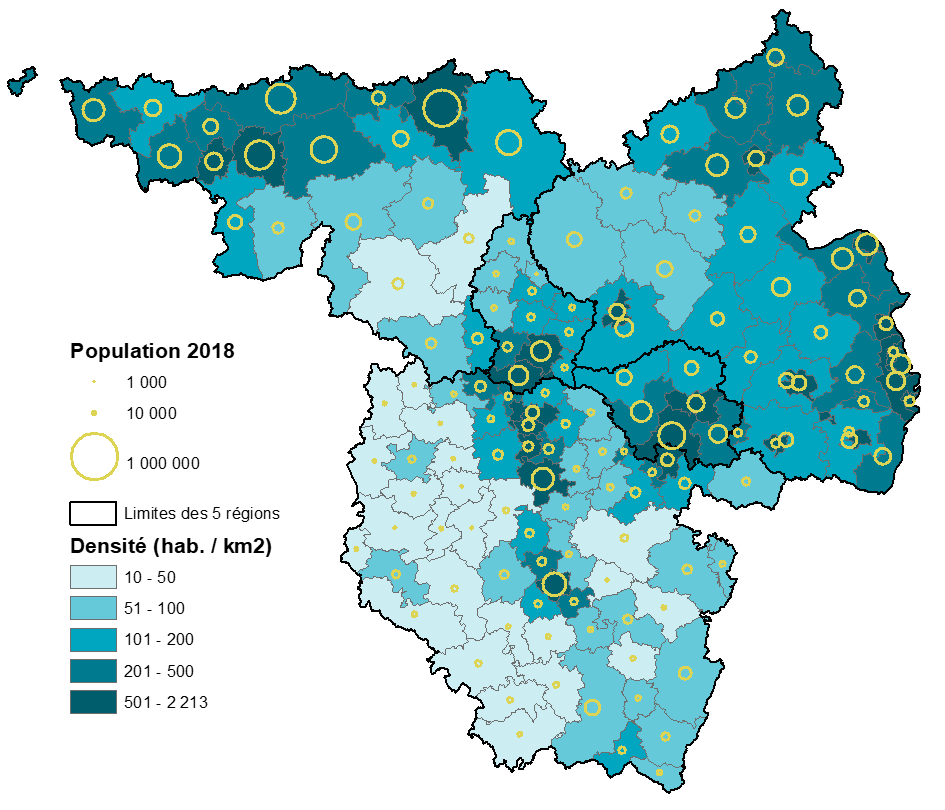 Population 2018
1 000
10 000
1 000 000
Limites des 5 régions
Densité (hab. / km2)
10 - 50
51 - 100
101 - 200
201 - 500
501 - 2 213